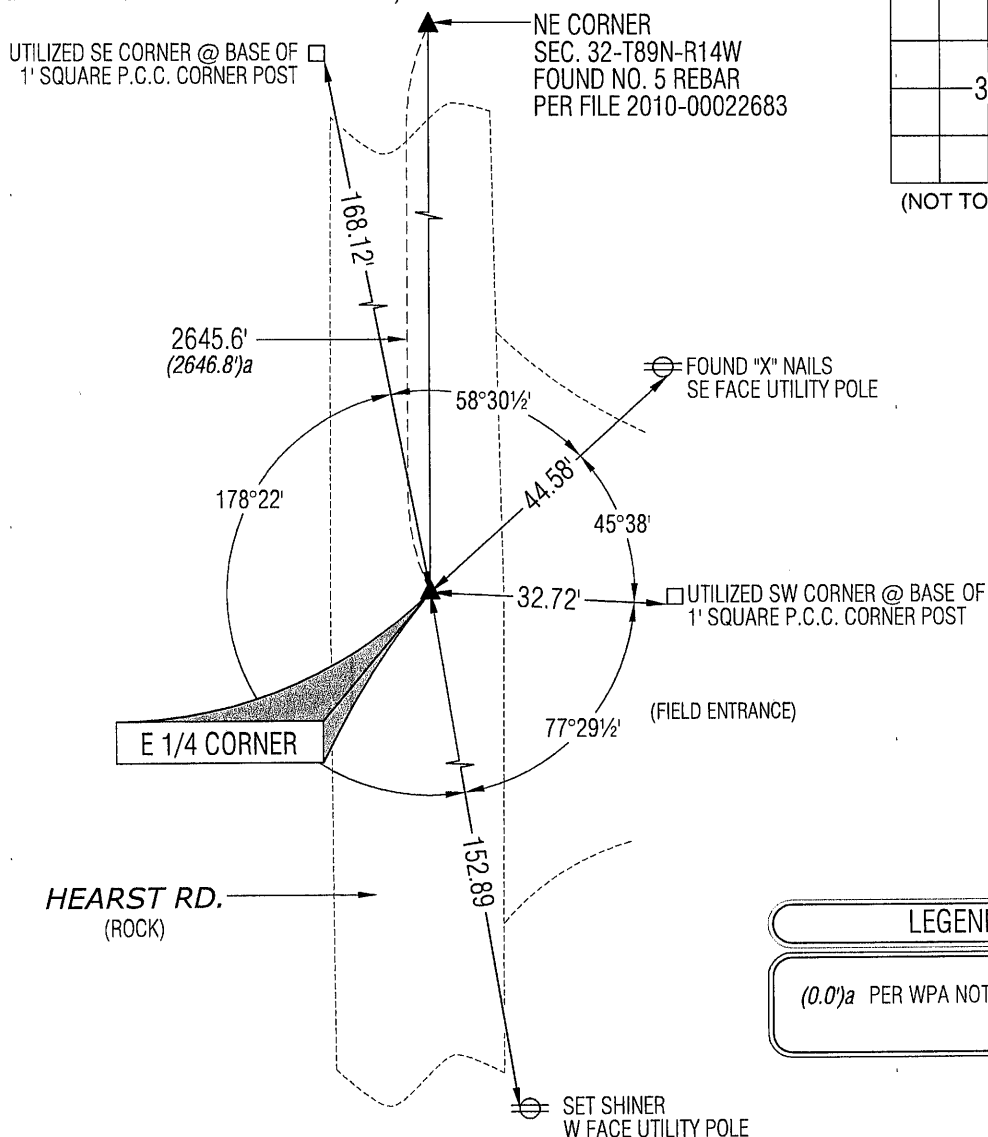 NE CORNER
SEC. 32-T89N-R14W
FOUND NO. 5 REBAR
PER FILE 2010-00022683
UTILIZED SE CORNER @ BASE OF
1' SQUARE P.C.C. CORNER POST
3
(NOT TO
168.12'
2645.6'
(2646.8')a
FOUND "X" NAILS
SE FACE UTILITY POLE
58°30½'
44.58'
178°22'
45°38'
32.72'
UTILIZED SW CORNER @ BASE OF
1' SQUARE P.C.C. CORNER POST
(FIELD ENTRANCE)
77°29½'
E 1/4 CORNER
152.89
HEARST RD.
(ROCK)
LEGEN
(0.0')a PER WPA NOT
SET SHINER
W FACE UTILITY POLE